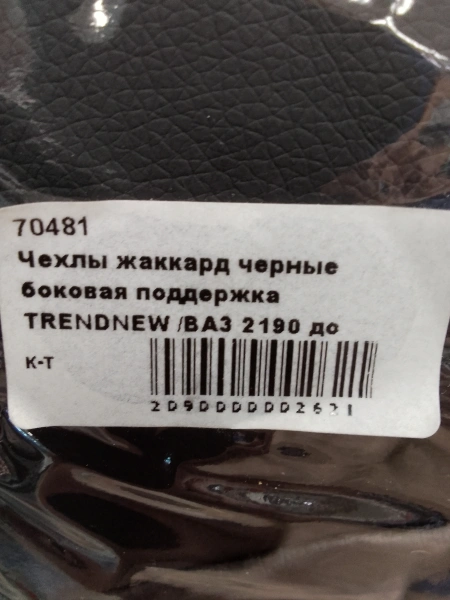 70481
Чехлы жаккард черные
боковая поддержка
TRENDNEW /ВАЗ 2190 до
К-Т
2090000002621